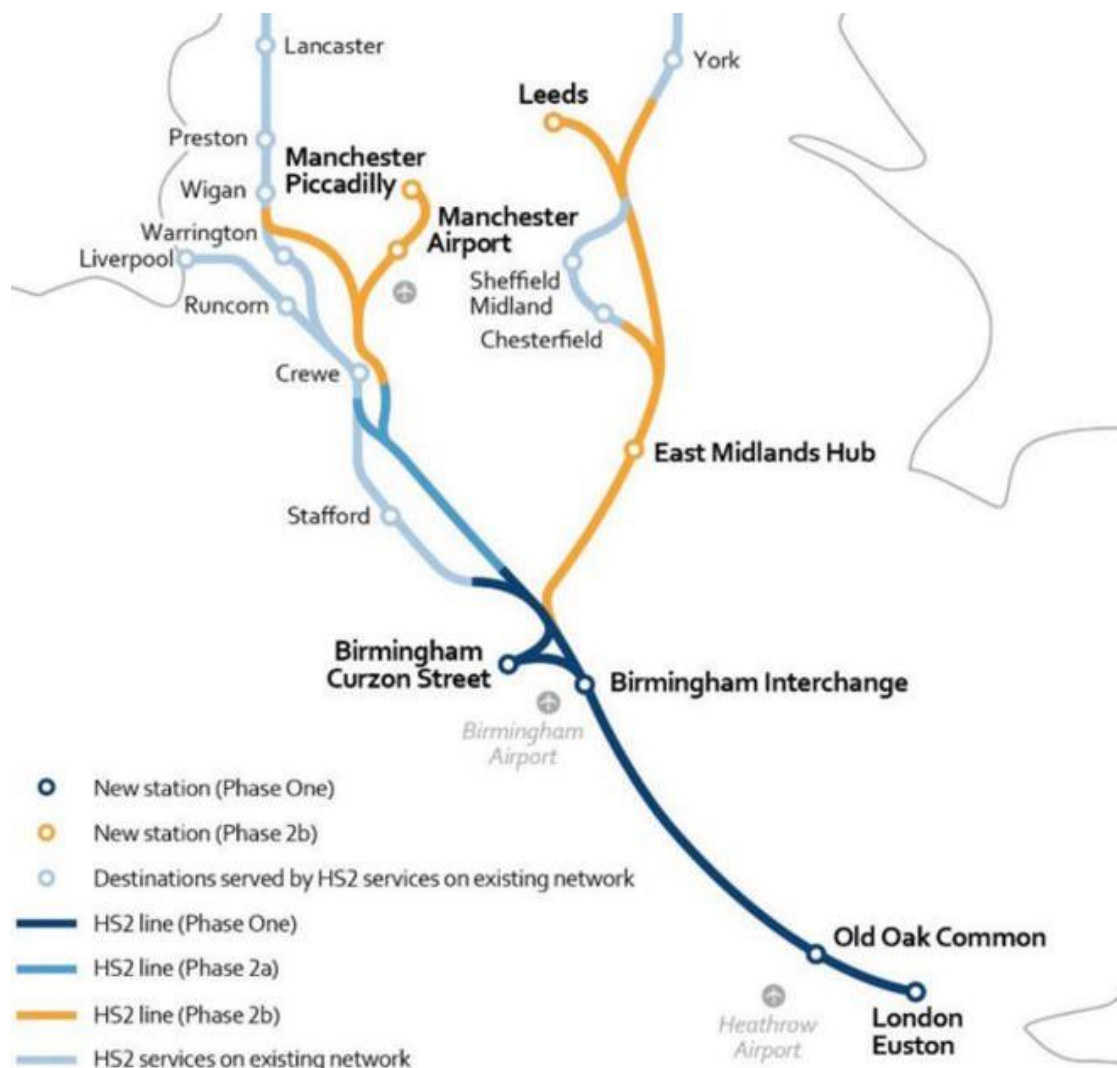 Lancaster
York
Leeds
Preston
Manchester
Piccadilly
Wigan
Manchester
Airport
Warrington
Liverpool
Sheffield
Midland
Runcorn
Chesterfield
Crewe
East Midlands Hub
Stafford
Birmingham
Curzon Street
Birmingham Interchange
Birmingham
Airport
New station (Phase One)
New station (Phase 2b)
Destinations served by HS2 services on existing network
HS2 line (Phase One)
HS2 line (Phase 2a)
HS2 line (Phase 2b)
HS2 services on existing network
Old Oak Common
Heathrow
Airport
London
Euston